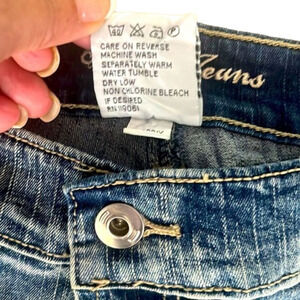 CARE ON REVERSE
MACHINE WASH
SEPARATELY WARM
WATER TUMBLE
DRY LOW
NON CHLORINE BLEACH
IF DESIRED
Jeans